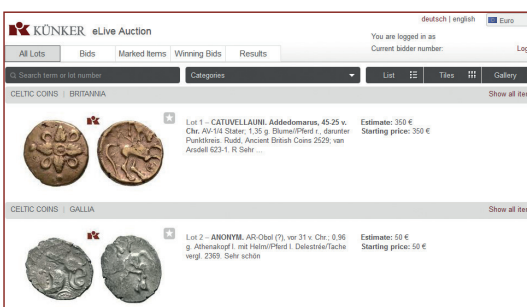 deutsch | english
Euro
KÜNKER eLive Auction
You are logged in as
Current bidder number:
Log
All Lots
Bids
Marked Items
Winning Bids
Results
Search term or lot number
Categories
List
Tiles
Gallery
CELTIC COINS | BRITANNIA
Show all ite
Lot 1 – CATUVELLAUNI. Addedomarus, 45-25 v.
Chr. AV-1/4 Stater; 1,35 g. Blume//Pferd r., darunter
Punktkreis. Rudd, Ancient British Coins 2529; van
Arsdell 623-1. R Sehr ...
Estimate: 350 €
Starting price: 350 €
CELTIC COINS | GALLIA
Show all ite
Lot 2 – ANONYM. AR-Obol (?), vor 31 v. Chr.; 0,96
g. Athenakopf l. mit Helm//Pferd l. Delestrée/Tache
vergl. 2369. Sehr schön
Estimate: 50 €
Starting price: 50 €